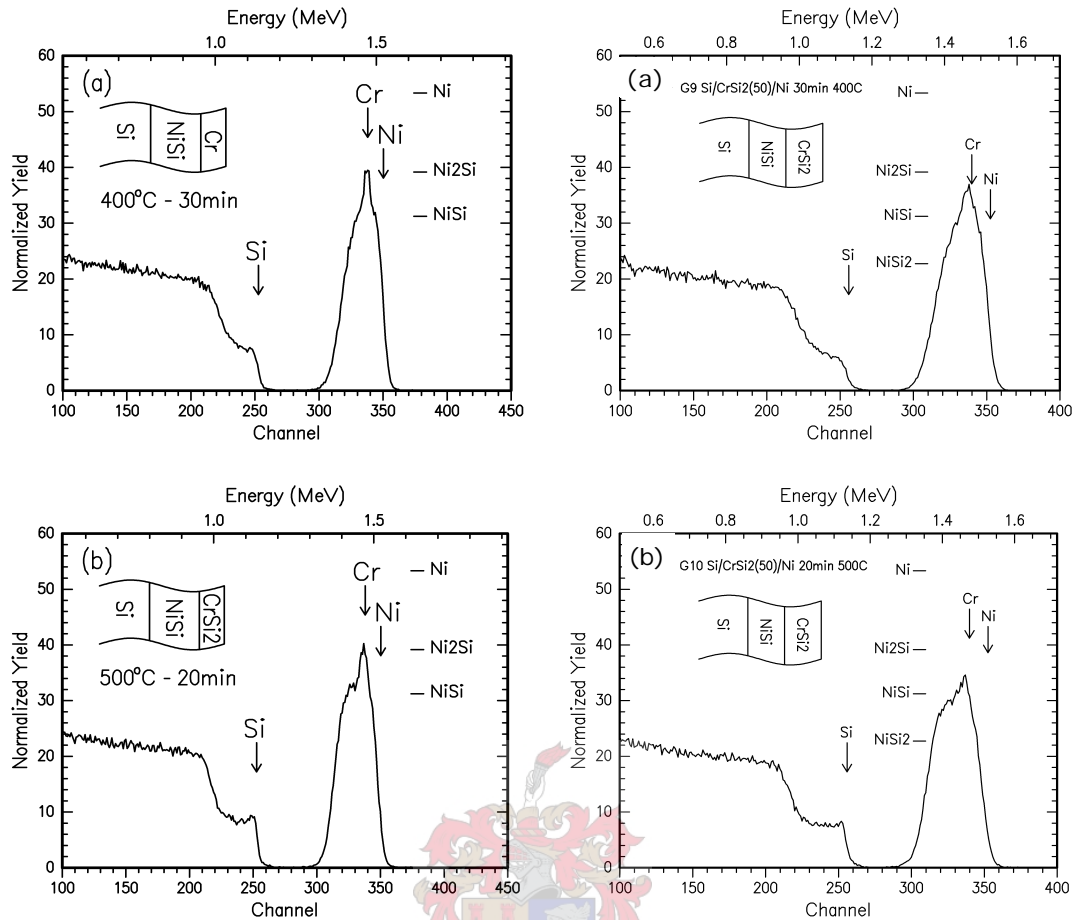 Energy (MeV)
1.0 1.5
60
50
40
30
20
10
0
Normalized Yield
(a)
Si
NiSi
Cr
400°C - 30min
Si
Cr
Ni
Ni
Ni2Si
NiSi
100 150 200 250 300 350 400 450
Channel
Energy (MeV)
0.6 0.8 1.0 1.2 1.4 1.6
60
50
40
30
20
10
0
Normalized Yield
(a)
G9 Si/CrSi2(50)/Ni 30min 400C
Si
NiSi
CrSi2
Si
Cr
Ni
Ni
Ni2Si
NiSi
NiSi2
100 150 200 250 300 350 400
Channel
Energy (MeV)
1.0 1.5
60
50
40
30
20
10
0
Normalized Yield
(b)
Si
NiSi
CrSi2
500°C - 20min
Si
Cr
Ni
Ni
Ni2Si
NiSi
100 150 200 250 300 350 400 450
Channel
Energy (MeV)
0.6 0.8 1.0 1.2 1.4 1.6
60
50
40
30
20
10
0
Normalized Yield
(b)
G10 Si/CrSi2(50)/Ni 20min 500C
Si
NiSi
CrSi2
Si
Cr
Ni
Ni
Ni2Si
NiSi
NiSi2
100 150 200 250 300 350 400
Channel